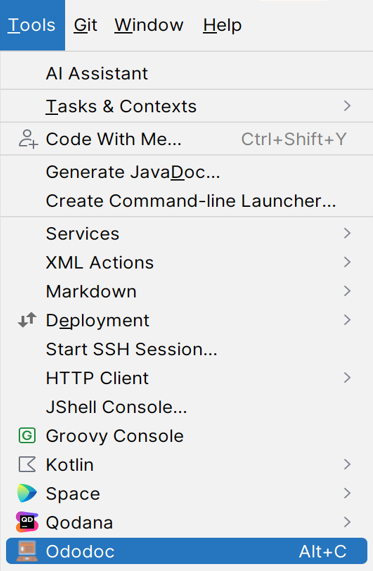 Tools Git Window Help
AI Assistant
Tasks & Contexts
Code With Me... Ctrl+Shift+Y
Generate JavaDoc...
Create Command-line Launcher...
Services
XML Actions
Markdown
Deployment
Start SSH Session...
HTTP Client
JShell Console...
G Groovy Console
Kotlin
Space
QD Qodana
Ododoc Alt+C